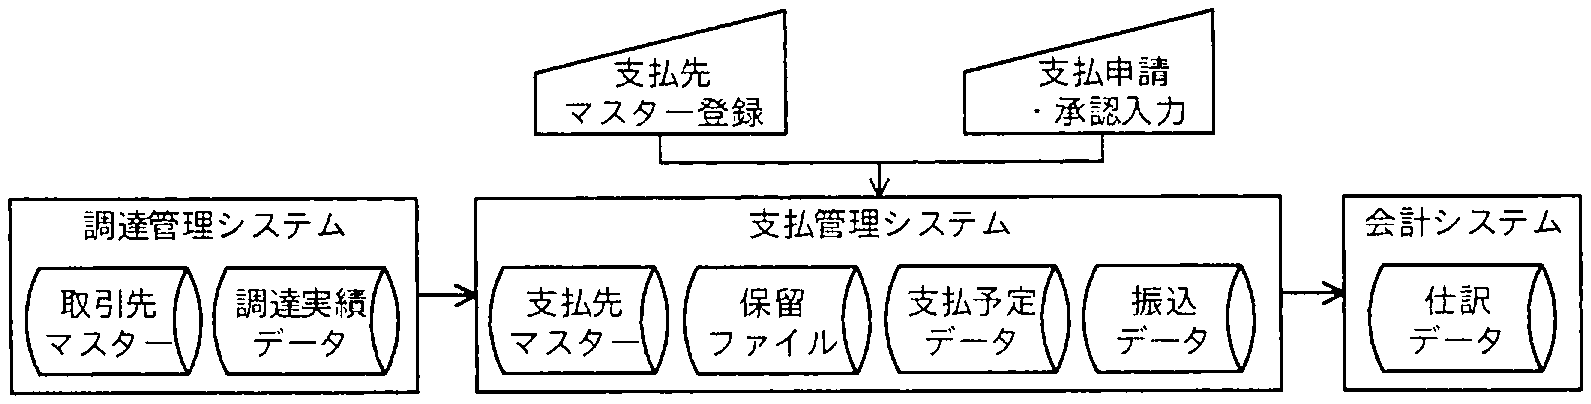 支払先
マスター登録
支払申請
・承認入力
調達管理システム
取引先
マスター
調達実績
データ
支払管理システム
支払先
マスター
保留
ファイル
支払予定
データ
振込
データ
会計システム
仕訳
データ